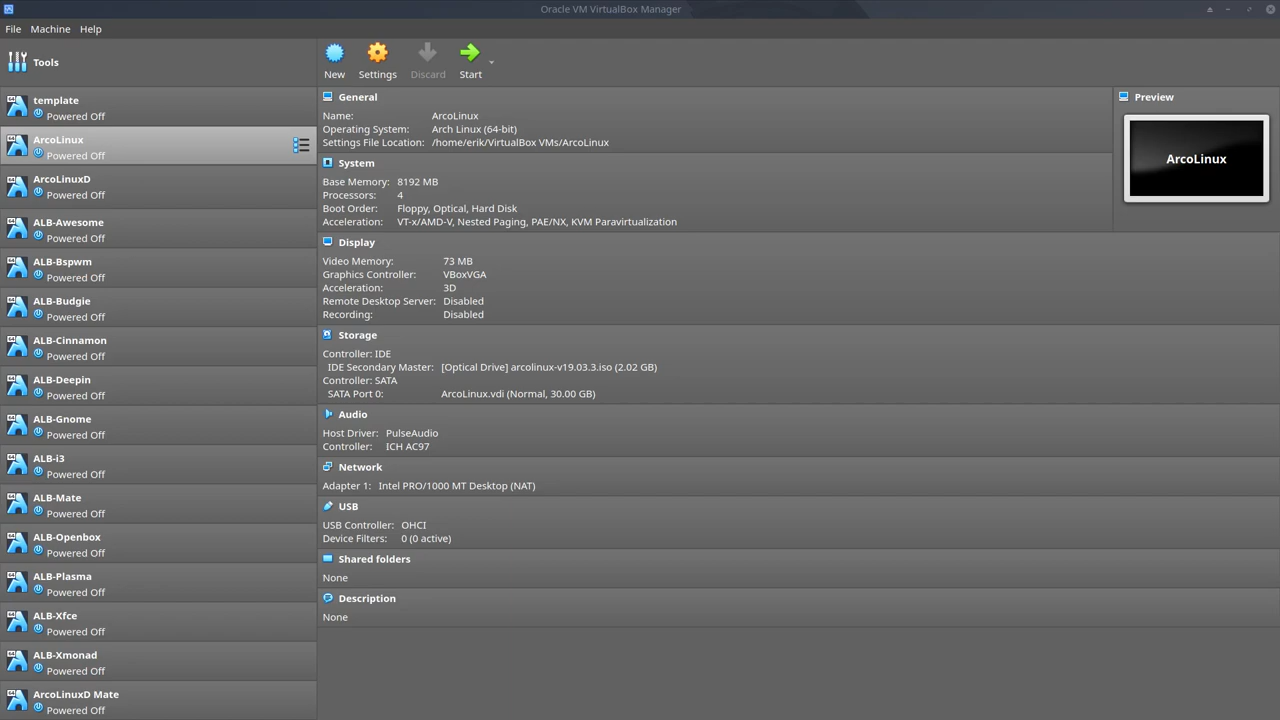 Oracle VM VirtualBox Manager
File Machine Help
Tools
New Settings Discard Start
template
Powered Off
ArcoLinux
Powered Off
ArcoLinuxD
Powered Off
ALB-Awesome
Powered Off
ALB-Bspwm
Powered Off
ALB-Budgie
Powered Off
ALB-Cinnamon
Powered Off
ALB-Deepin
Powered Off
ALB-Gnome
Powered Off
ALB-i3
Powered Off
ALB-Mate
Powered Off
ALB-Openbox
Powered Off
ALB-Plasma
Powered Off
ALB-Xfce
Powered Off
ALB-Xmonad
Powered Off
ArcoLinuxD Mate
Powered Off
General
Name: ArcoLinux
Operating System: Arch Linux (64-bit)
Settings File Location: /home/erik/VirtualBox VMs/ArcoLinux
System
Base Memory: 8192 MB
Processors: 4
Boot Order: Floppy, Optical, Hard Disk
Acceleration: VT-x/AMD-V, Nested Paging, PAE/NX, KVM Paravirtualization
Display
Video Memory: 73 MB
Graphics Controller: VBoxVGA
Acceleration: 3D
Remote Desktop Server: Disabled
Recording: Disabled
Storage
Controller: IDE
IDE Secondary Master: [Optical Drive] arcolinux-v19.03.3.iso (2.02 GB)
Controller: SATA
SATA Port 0: ArcoLinux.vdi (Normal, 30.00 GB)
Audio
Host Driver: PulseAudio
Controller: ICH AC97
Network
Adapter 1: Intel PRO/1000 MT Desktop (NAT)
USB
USB Controller: OHCI
Device Filters: 0 (0 active)
Shared folders
None
Description
None
Preview
ArcoLinux